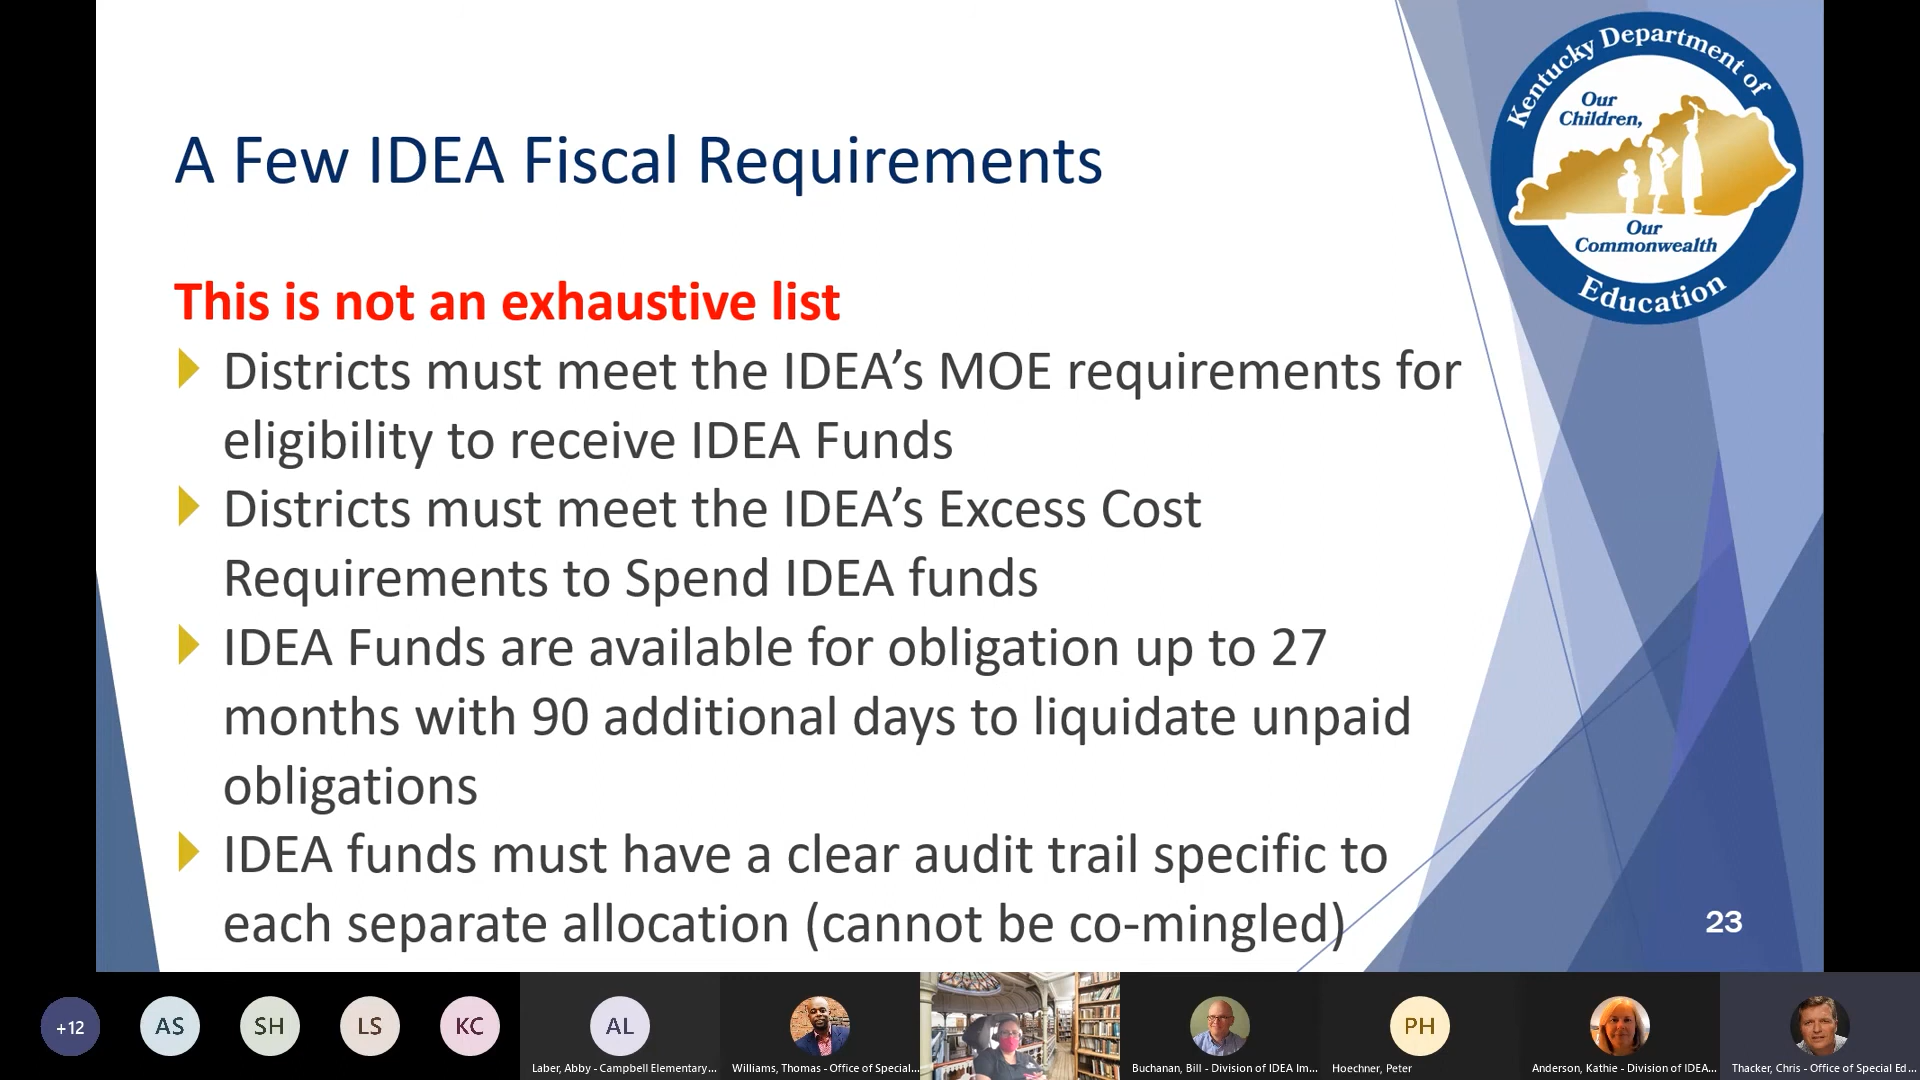 Kentucky Department of
Education
Our
Children,
Our
Commonwealth
A Few IDEA Fiscal Requirements
This is not an exhaustive list
Districts must meet the IDEA’s MOE requirements for
eligibility to receive IDEA Funds
Districts must meet the IDEA’s Excess Cost
Requirements to Spend IDEA funds
IDEA Funds are available for obligation up to 27
months with 90 additional days to liquidate unpaid
obligations
IDEA funds must have a clear audit trail specific to
each separate allocation (cannot be co-mingled)
23
+12
AS
SH
LS
KC
AL
PH
Laber, Abby - Campbell Elementary...
Williams, Thomas - Office of Special...
Buchanan, Bill - Division of IDEA Im...
Hoechner, Peter
Anderson, Kathie - Division of IDEA...
Thacker, Chris - Office of Special Ed...